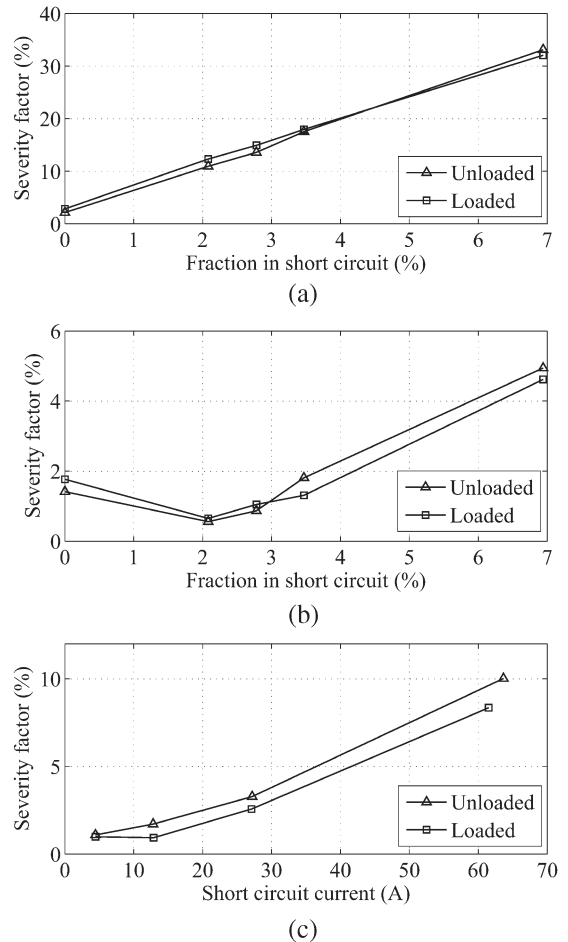 40
30
20
10
0
Severity factor (%)
Unloaded
Loaded
0 1 2 3 4 5 6 7
Fraction in short circuit (%)
(a)
6
4
2
0
Severity factor (%)
Unloaded
Loaded
0 1 2 3 4 5 6 7
Fraction in short circuit (%)
(b)
10
5
0
Severity factor (%)
Unloaded
Loaded
0 10 20 30 40 50 60 70
Short circuit current (A)
(c)